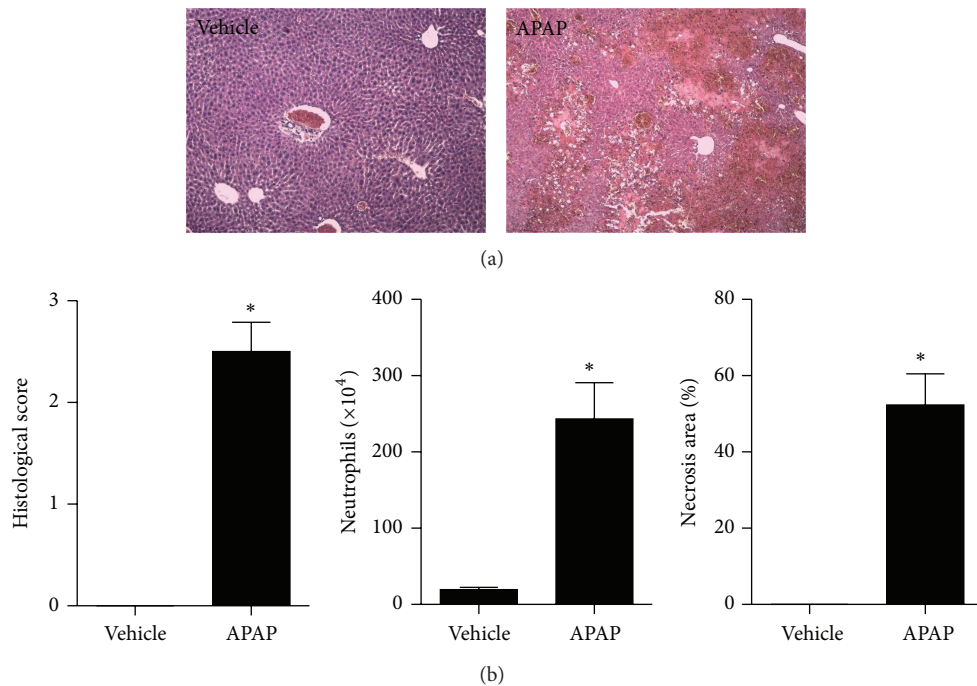 Vehicle
APAP
(a)
Histological score
3
2
1
0
*
Vehicle
APAP
Neutrophils (×10⁴)
400
300
200
100
0
*
Vehicle
APAP
Necrosis area (%)
80
60
40
20
0
*
Vehicle
APAP
(b)